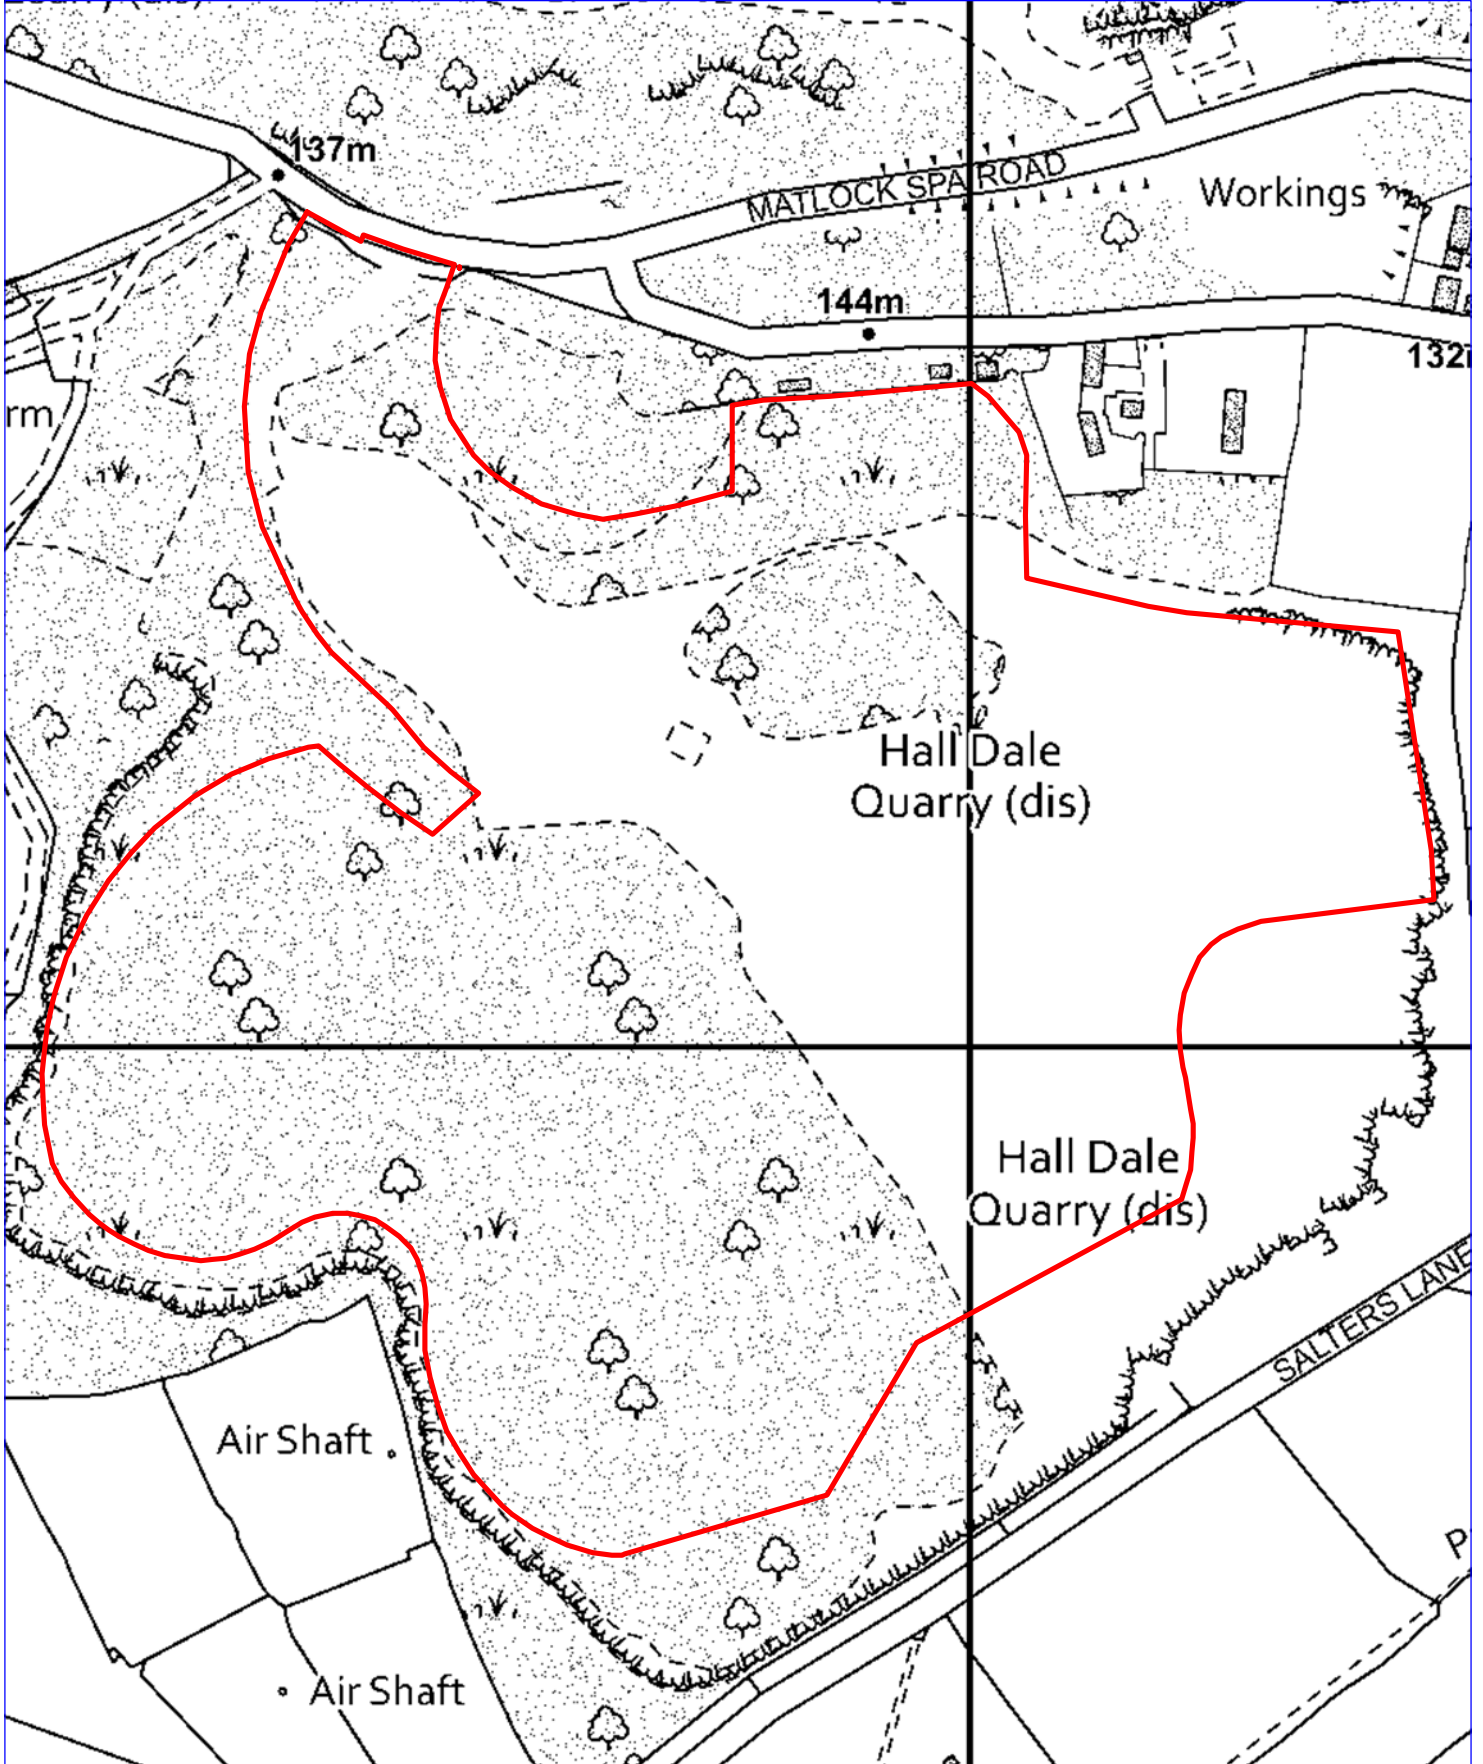 137m
MATLOCK SPA ROAD
Workings
144m
132
rm
Hall Dale
Quarry (dis)
Hall Dale
Quarry (dis)
SALTERS LANE
Air Shaft
Air Shaft
P